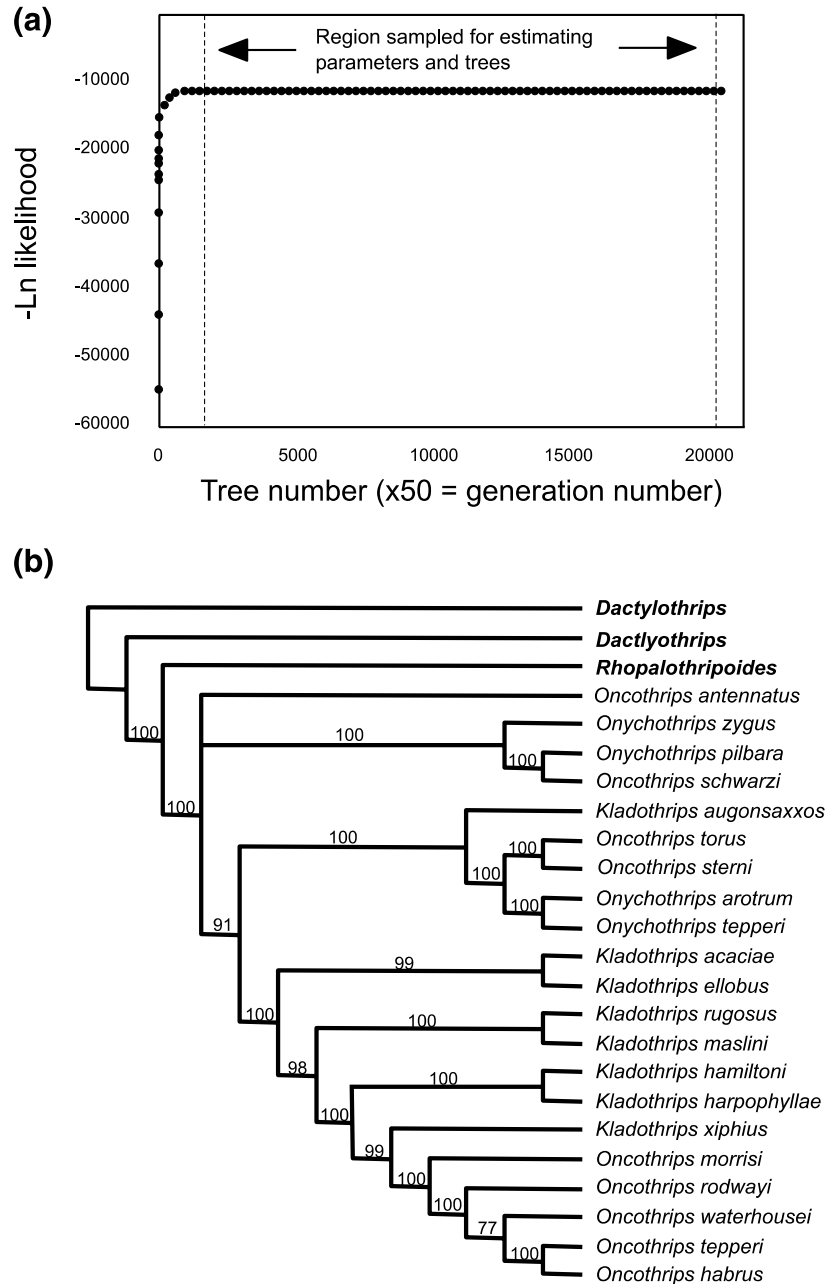 (a)
Region sampled for estimating
parameters and trees
-10000
-20000
-30000
-40000
-50000
-60000
-Ln likelihood
0 5000 10000 15000 20000
Tree number (x50 = generation number)
(b)
Dactylothrips
Dactlyothrips
Rhopalothripoides
100
Oncothrips antennatus
Onychothrips zygus
100
Onychothrips pilbara
100
Oncothrips schwarzi
100
Kladothrips augonsaxxos
100
Oncothrips torus
100
Oncothrips sterni
100
Onychothrips arotrum
100
Onychothrips tepperi
91
Kladothrips acaciae
99
Kladothrips ellobus
100
Kladothrips rugosus
100
Kladothrips maslini
98
Kladothrips hamiltoni
100
Kladothrips harpophyllae
100
Kladothrips xiphius
99
Oncothrips morrisi
100
Oncothrips rodwayi
100
Oncothrips waterhousei
77
Oncothrips tepperi
100
Oncothrips habrus